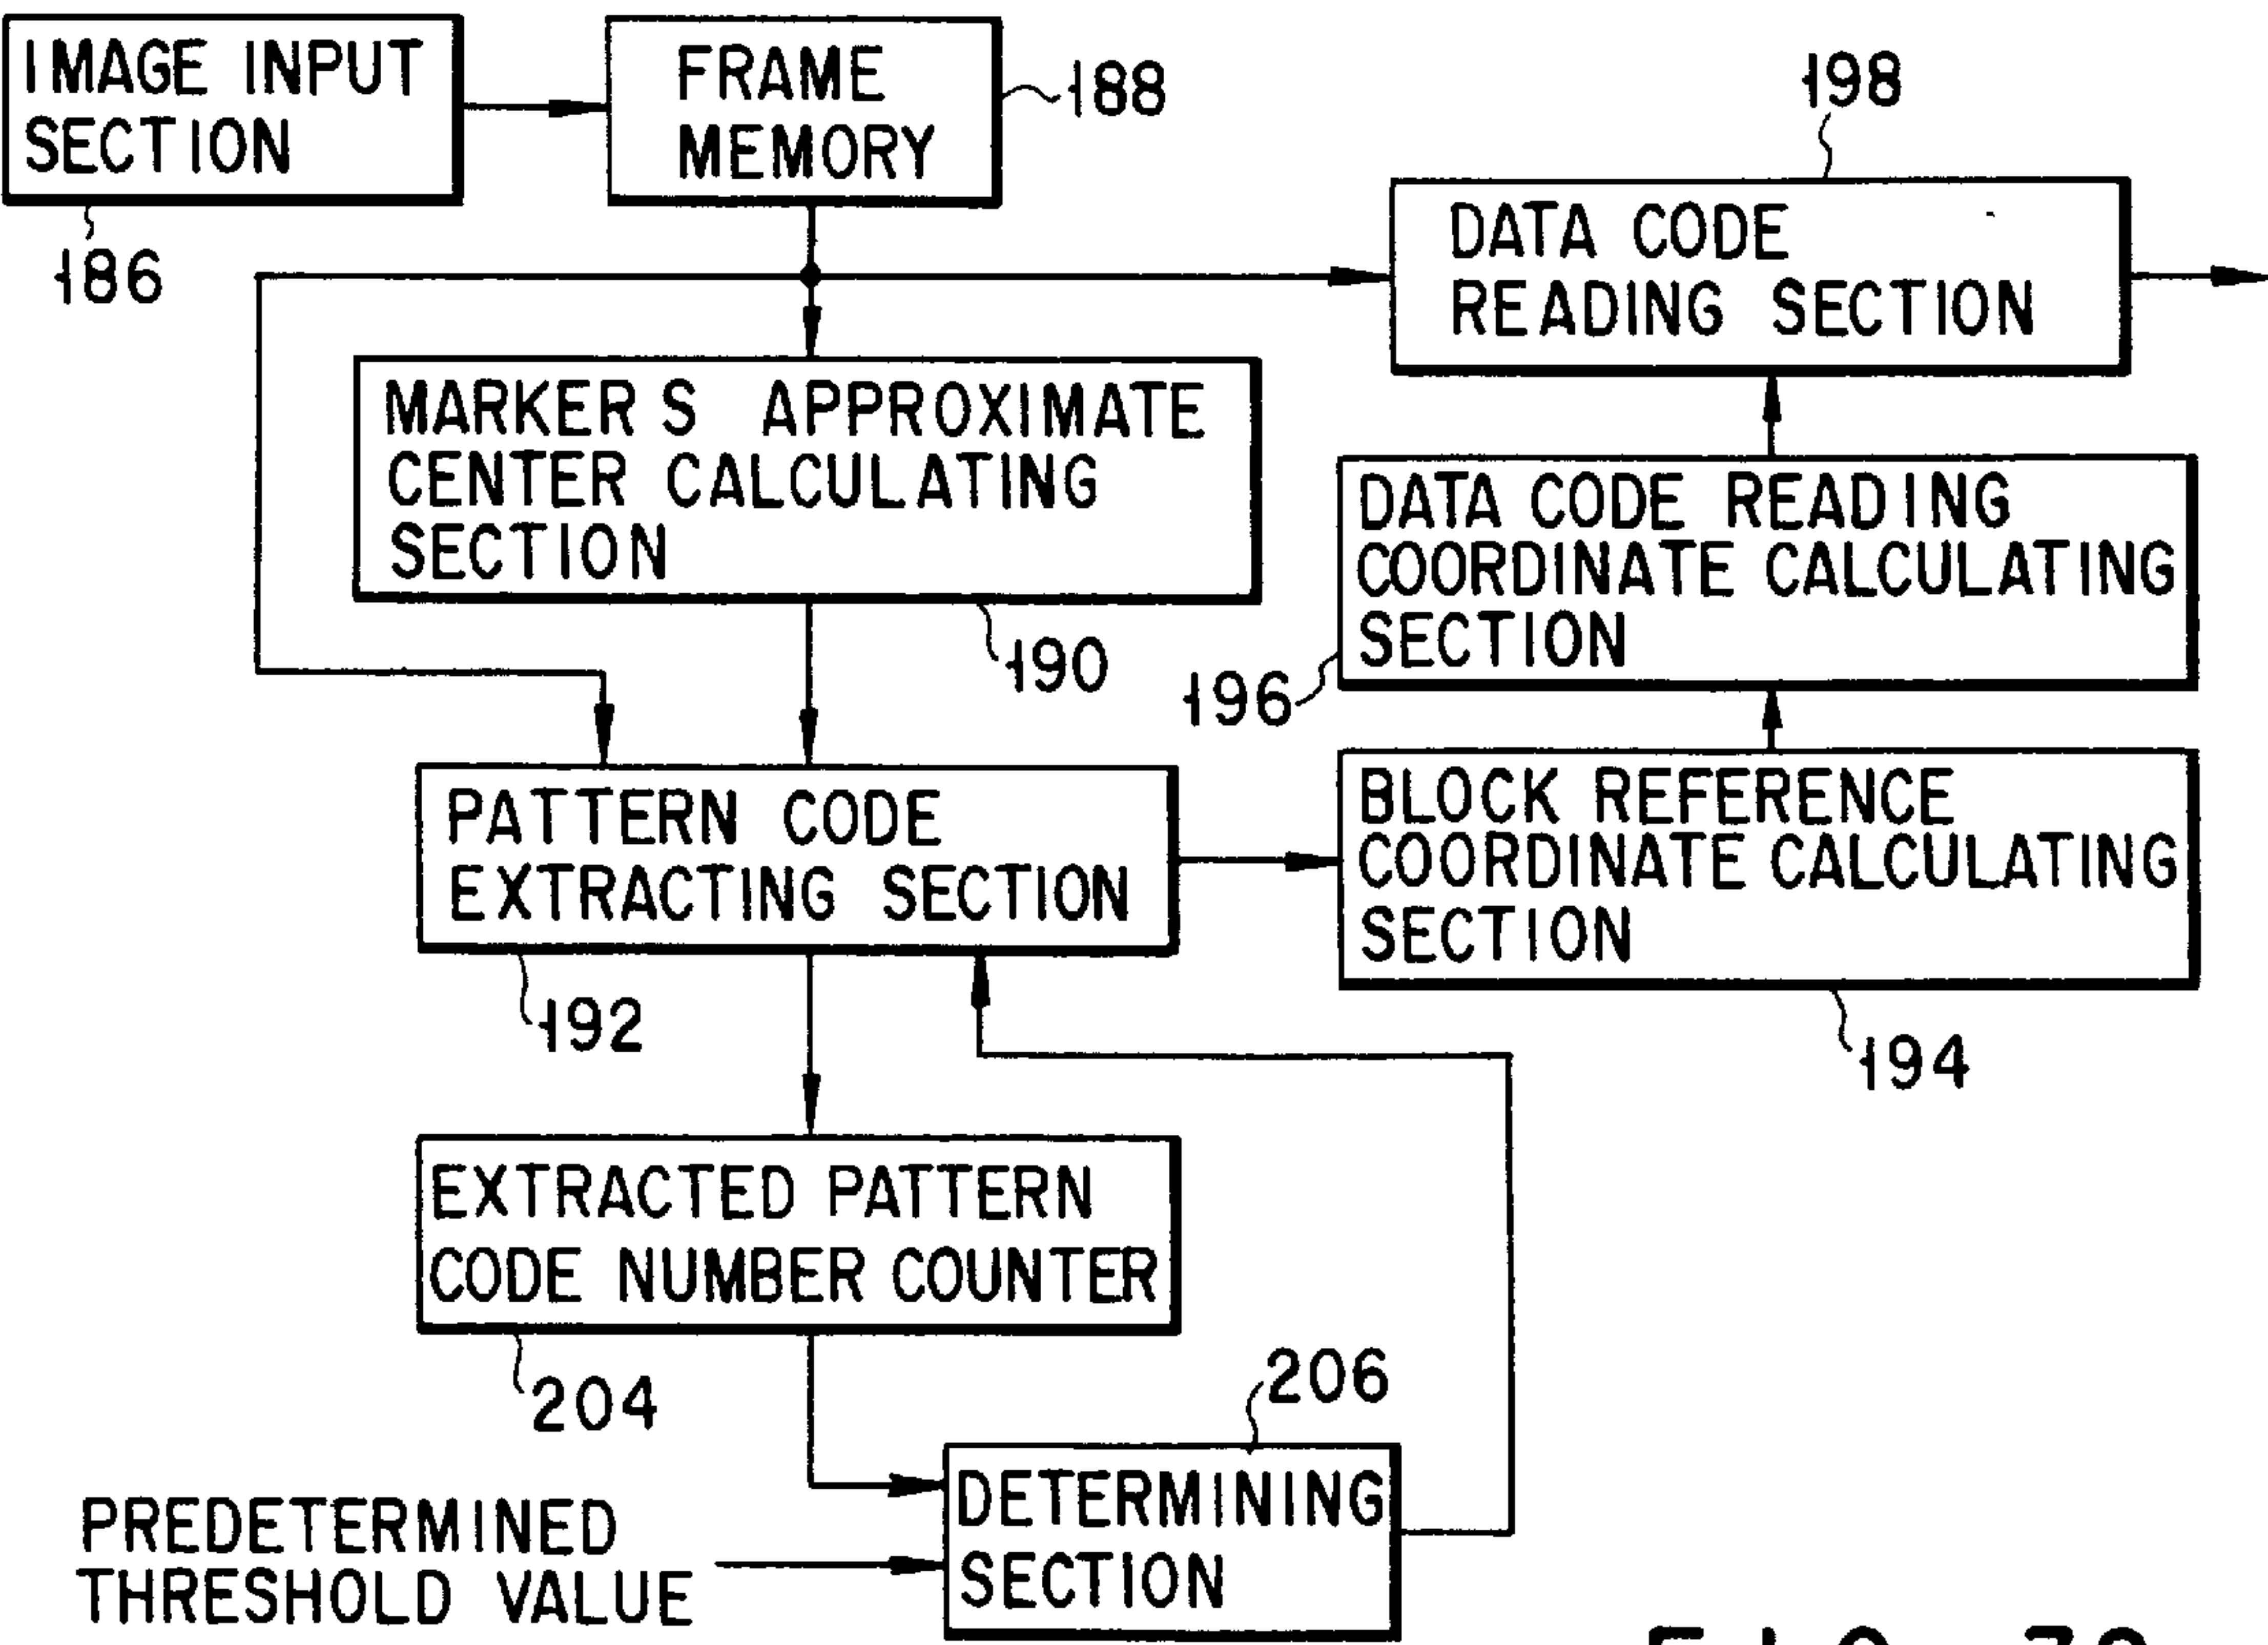 IMAGE INPUT
SECTION
186
FRAME
MEMORY
188
198
DATA CODE
READING SECTION
MARKER S APPROXIMATE
CENTER CALCULATING
SECTION
190
DATA CODE READING
COORDINATE CALCULATING
SECTION
196
PATTERN CODE
EXTRACTING SECTION
192
BLOCK REFERENCE
COORDINATE CALCULATING
SECTION
194
EXTRACTED PATTERN
CODE NUMBER COUNTER
204
206
DETERMINING
SECTION
PREDETERMINED
THRESHOLD VALUE